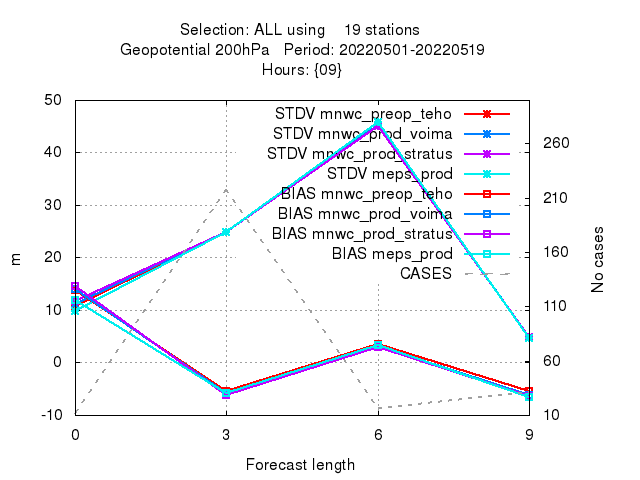 Selection: ALL using    19 stations
Geopotential 200hPa   Period: 20220501-20220519
Hours: {09}
50
40
30
20
10
0
-10
m
STDV mnwc_preop_teho
STDV mnwc_prod_voima
STDV mnwc_prod_stratus
STDV meps_prod
BIAS mnwc_preop_teho
BIAS mnwc_prod_voima
BIAS mnwc_prod_stratus
BIAS meps_prod
CASES
260
210
160
110
60
10
No cases
0 3 6 9
Forecast length